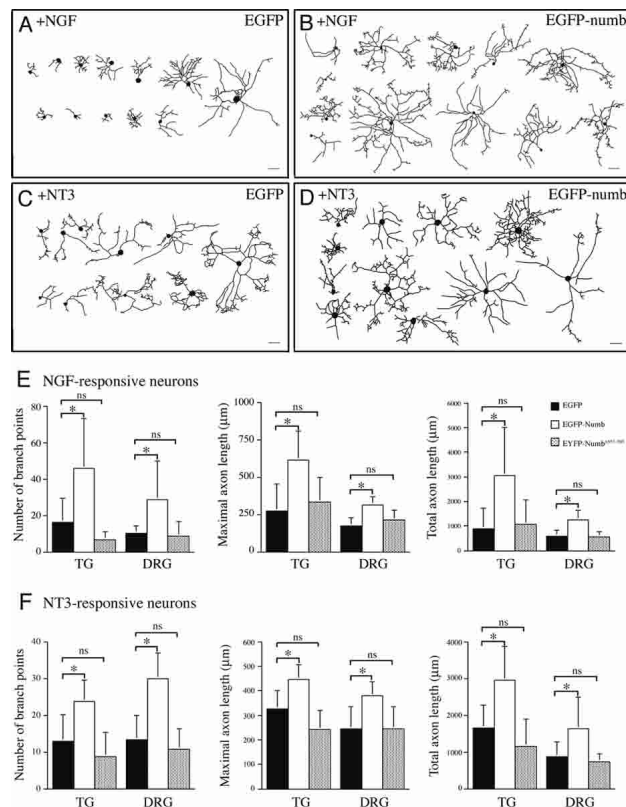 A +NGF EGFP
B +NGF EGFP-numb
C +NT3 EGFP
D +NT3 EGFP-numb
E NGF-responsive neurons
Number of branch points
80
60
40
20
0
ns
*
ns
*
TG DRG
Maximal axon length (μm)
1000
750
500
250
0
ns
*
ns
*
TG DRG
Total axon length (μm)
6000
5000
4000
3000
2000
1000
0
ns
*
ns
*
TG DRG
EGFP
EGFP-Numb
EYFP-Numb
F NT3-responsive neurons
Number of branch points
40
30
20
10
0
ns
*
ns
*
TG DRG
Maximal axon length (μm)
600
500
400
300
200
100
0
ns
*
ns
*
TG DRG
Total axon length (μm)
4000
3000
2000
1000
0
ns
*
ns
*
TG DRG